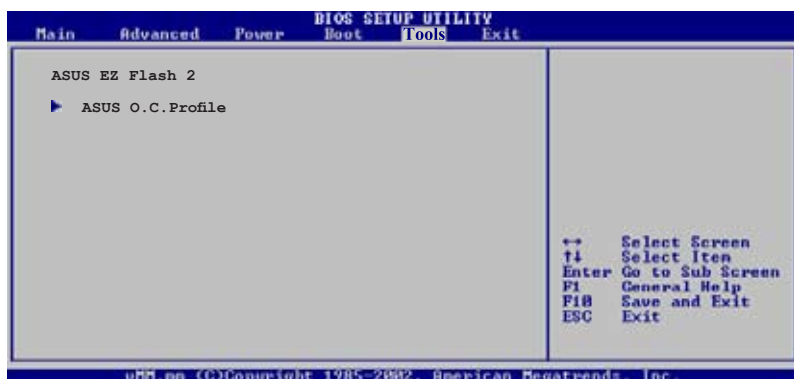 BIOS SETUP UTILITY
Main Advanced Power Boot Tools Exit
ASUS EZ Flash 2
ASUS O.C.Profile
↔ Select Screen
↑↓ Select Item
Enter Go to Sub Screen
F1 General Help
F10 Save and Exit
ESC Exit
(C)Copyright 1985-2002, American Megatrends, Inc.